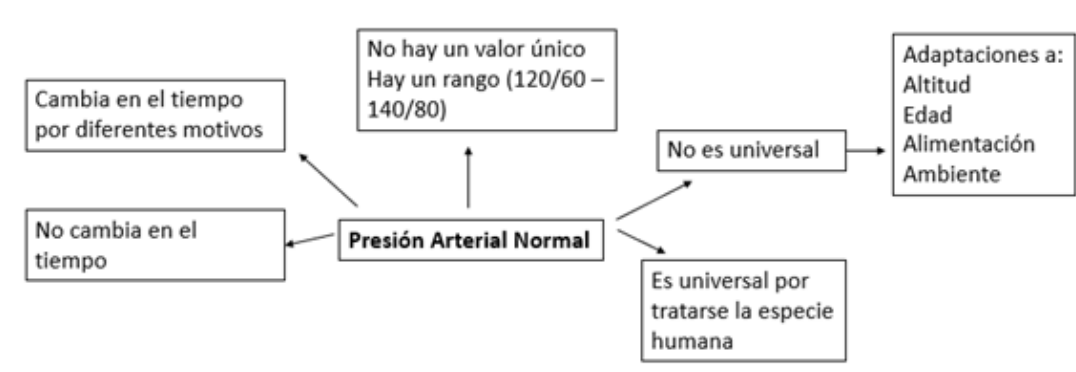 No hay un valor único
Hay un rango (120/60 –
140/80)
Cambia en el tiempo
por diferentes motivos
No es universal
Adaptaciones a:
Altitud
Edad
Alimentación
Ambiente
No cambia en el
tiempo
Presión Arterial Normal
Es universal por
tratarse la especie
humana